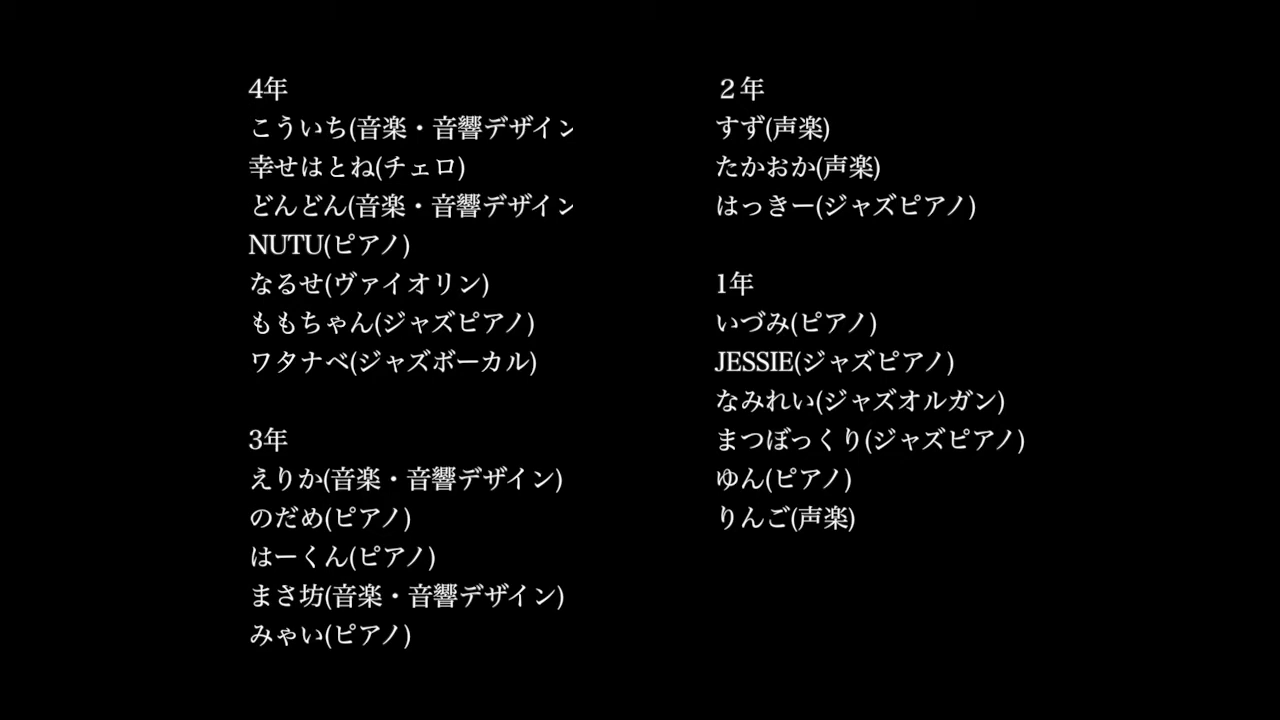 4年
こういち(音楽・音響デザイン
幸せはとね(チェロ)
どんどん(音楽・音響デザイン
NUTU(ピアノ)
なるせ(ヴァイオリン)
ももちゃん(ジャズピアノ)
ワタナベ(ジャズボーカル)
3年
えりか(音楽・音響デザイン)
のだめ(ピアノ)
はーくん(ピアノ)
まさ坊(音楽・音響デザイン)
みゃい(ピアノ)
２年
すず(声楽)
たかおか(声楽)
はっきー(ジャズピアノ)
1年
いづみ(ピアノ)
JESSIE(ジャズピアノ)
なみれい(ジャズオルガン)
まつぼっくり(ジャズピアノ)
ゆん(ピアノ)
りんご(声楽)